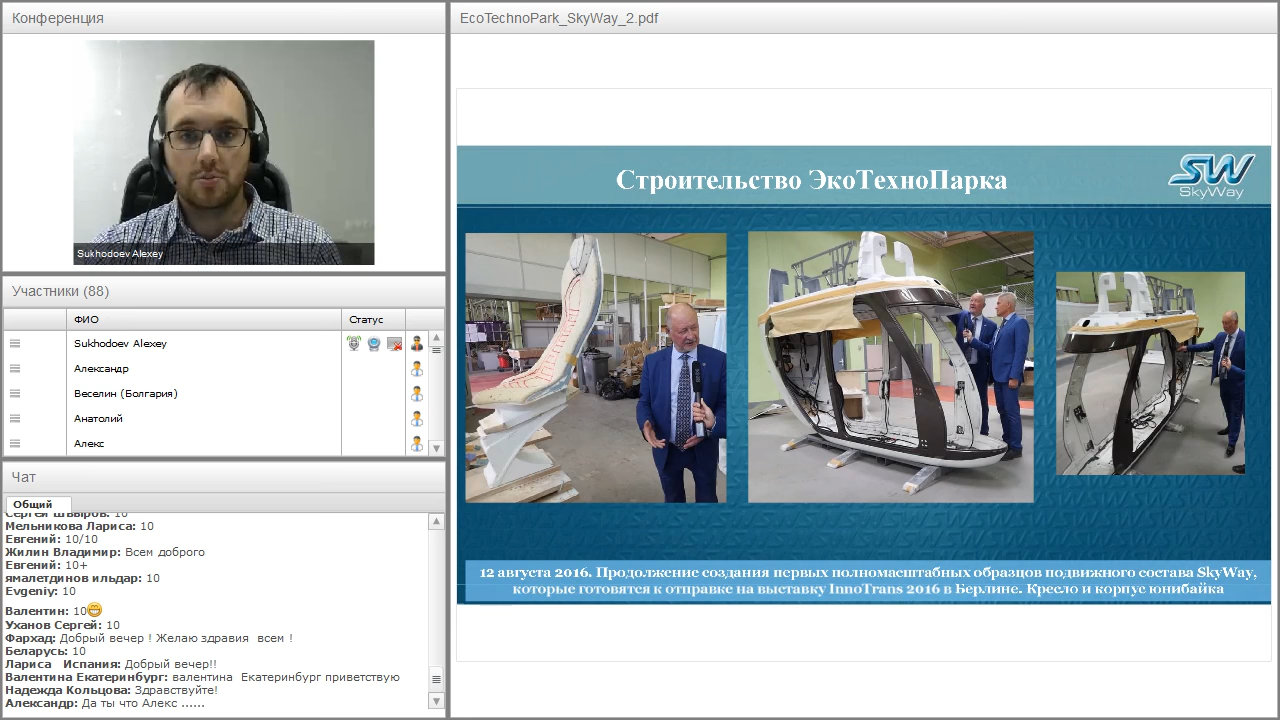 Конференция
Sukhodoev Alexey
Участники (88)
ФИО
Статус
Sukhodoev Alexey
Александр
Веселин (Болгария)
Анатолий
Алекс
Чат
Общий
Сергей Швыров: 10
Мельникова Лариса: 10
Евгений: 10/10
Жилин Владимир: Всем доброго
Евгений: 10+
ямалетдинов ильдар: 10
Evgeniy: 10
Валентин: 10
Уханов Сергей: 10
Фархад: Добрый вечер ! Желаю здравия всем !
Беларусь: 10
Лариса Испания: Добрый вечер!!
Валентина Екатеринбург: валентина Екатеринбург приветствую
Надежда Кольцова: Здравствуйте!
Александр: Да ты что Алекс ......
EcoTechnoPark_SkyWay_2.pdf
Строительство ЭкоТехноПарка
SW
SkyWay
12 августа 2016. Продолжение создания первых полномасштабных образцов подвижного состава SkyWay,
которые готовятся к отправке на выставку InnoTrans 2016 в Берлине. Кресло и корпус юнибайка